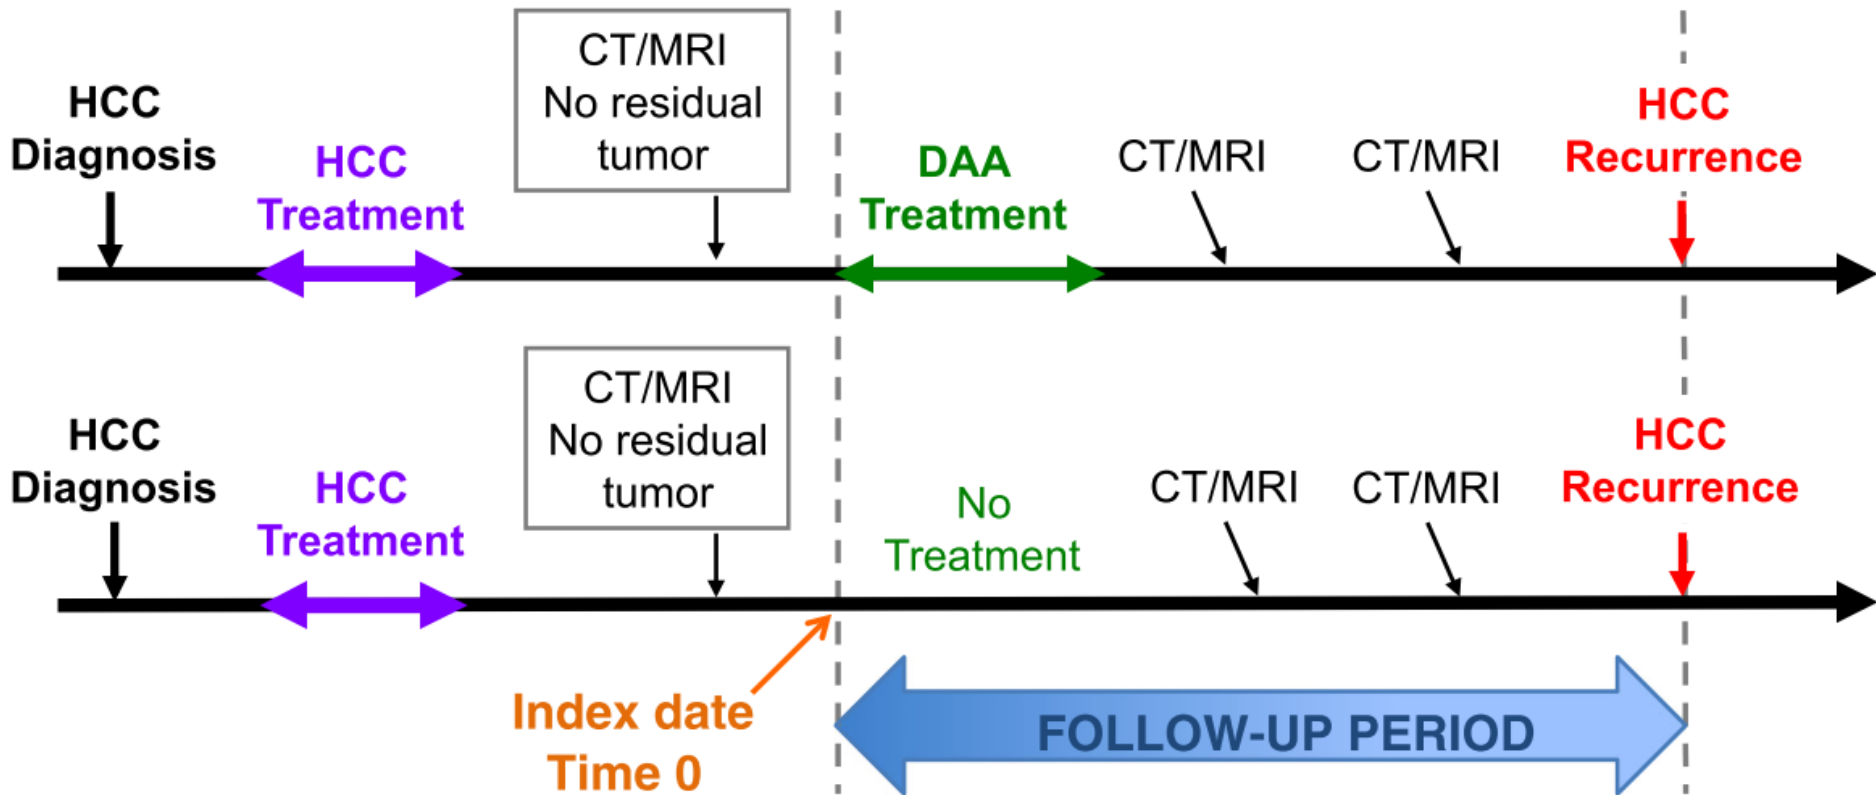 HCC
Diagnosis
HCC
Treatment
CT/MRI
No residual
tumor
DAA
Treatment
CT/MRI
CT/MRI
HCC
Recurrence
HCC
Diagnosis
HCC
Treatment
CT/MRI
No residual
tumor
No
Treatment
CT/MRI
CT/MRI
HCC
Recurrence
Index date
Time 0
FOLLOW-UP PERIOD